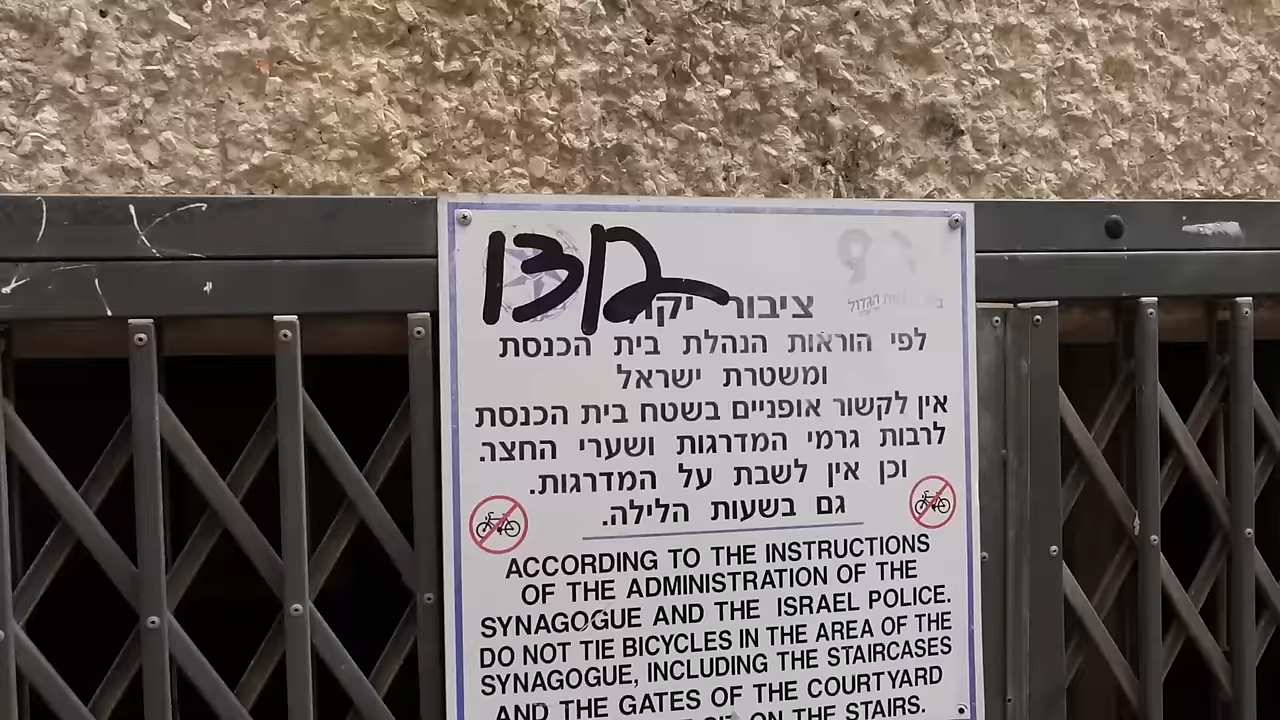 ציבור
לפי הוראות הנהלת בית הכנסת
ומשטרת ישראל
אין לקשור אופניים בשטח בית הכנסת
לרבות גרמי המדרגות ושערי החצר.
וכן אין לשבת על המדרגות.
גם בשעות הלילה.
ACCORDING TO THE INSTRUCTIONS
OF THE ADMINISTRATION OF THE
SYNAGOGUE AND THE ISRAEL POLICE.
DO NOT TIE BICYCLES IN THE AREA OF THE
SYNAGOGUE, INCLUDING THE STAIRCASES
AND THE GATES OF THE COURTYARD
ON THE STAIRS.